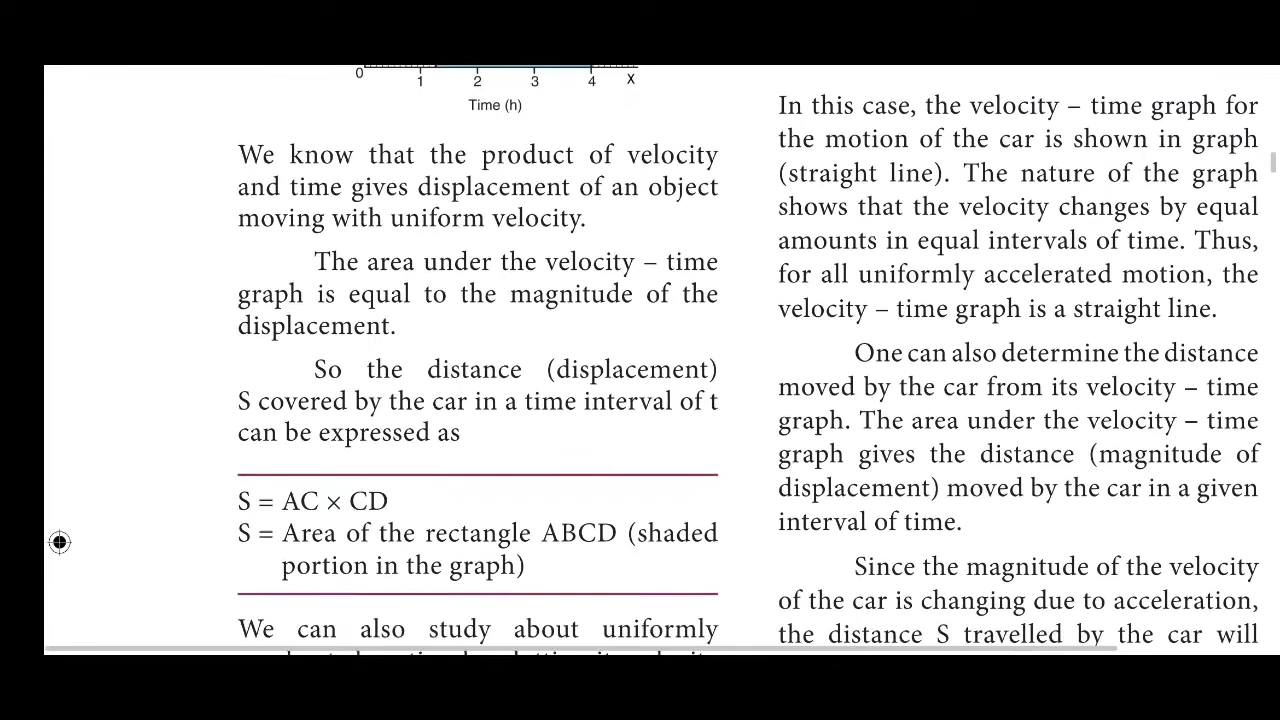 0
1 2 3 4 X
Time (h)
We know that the product of velocity
and time gives displacement of an object
moving with uniform velocity.
The area under the velocity – time
graph is equal to the magnitude of the
displacement.
So the distance (displacement)
S covered by the car in a time interval of t
can be expressed as
S = AC × CD
S = Area of the rectangle ABCD (shaded
portion in the graph)
We can also study about uniformly
In this case, the velocity – time graph for
the motion of the car is shown in graph
(straight line). The nature of the graph
shows that the velocity changes by equal
amounts in equal intervals of time. Thus,
for all uniformly accelerated motion, the
velocity – time graph is a straight line.
One can also determine the distance
moved by the car from its velocity – time
graph. The area under the velocity – time
graph gives the distance (magnitude of
displacement) moved by the car in a given
interval of time.
Since the magnitude of the velocity
of the car is changing due to acceleration,
the distance S travelled by the car will